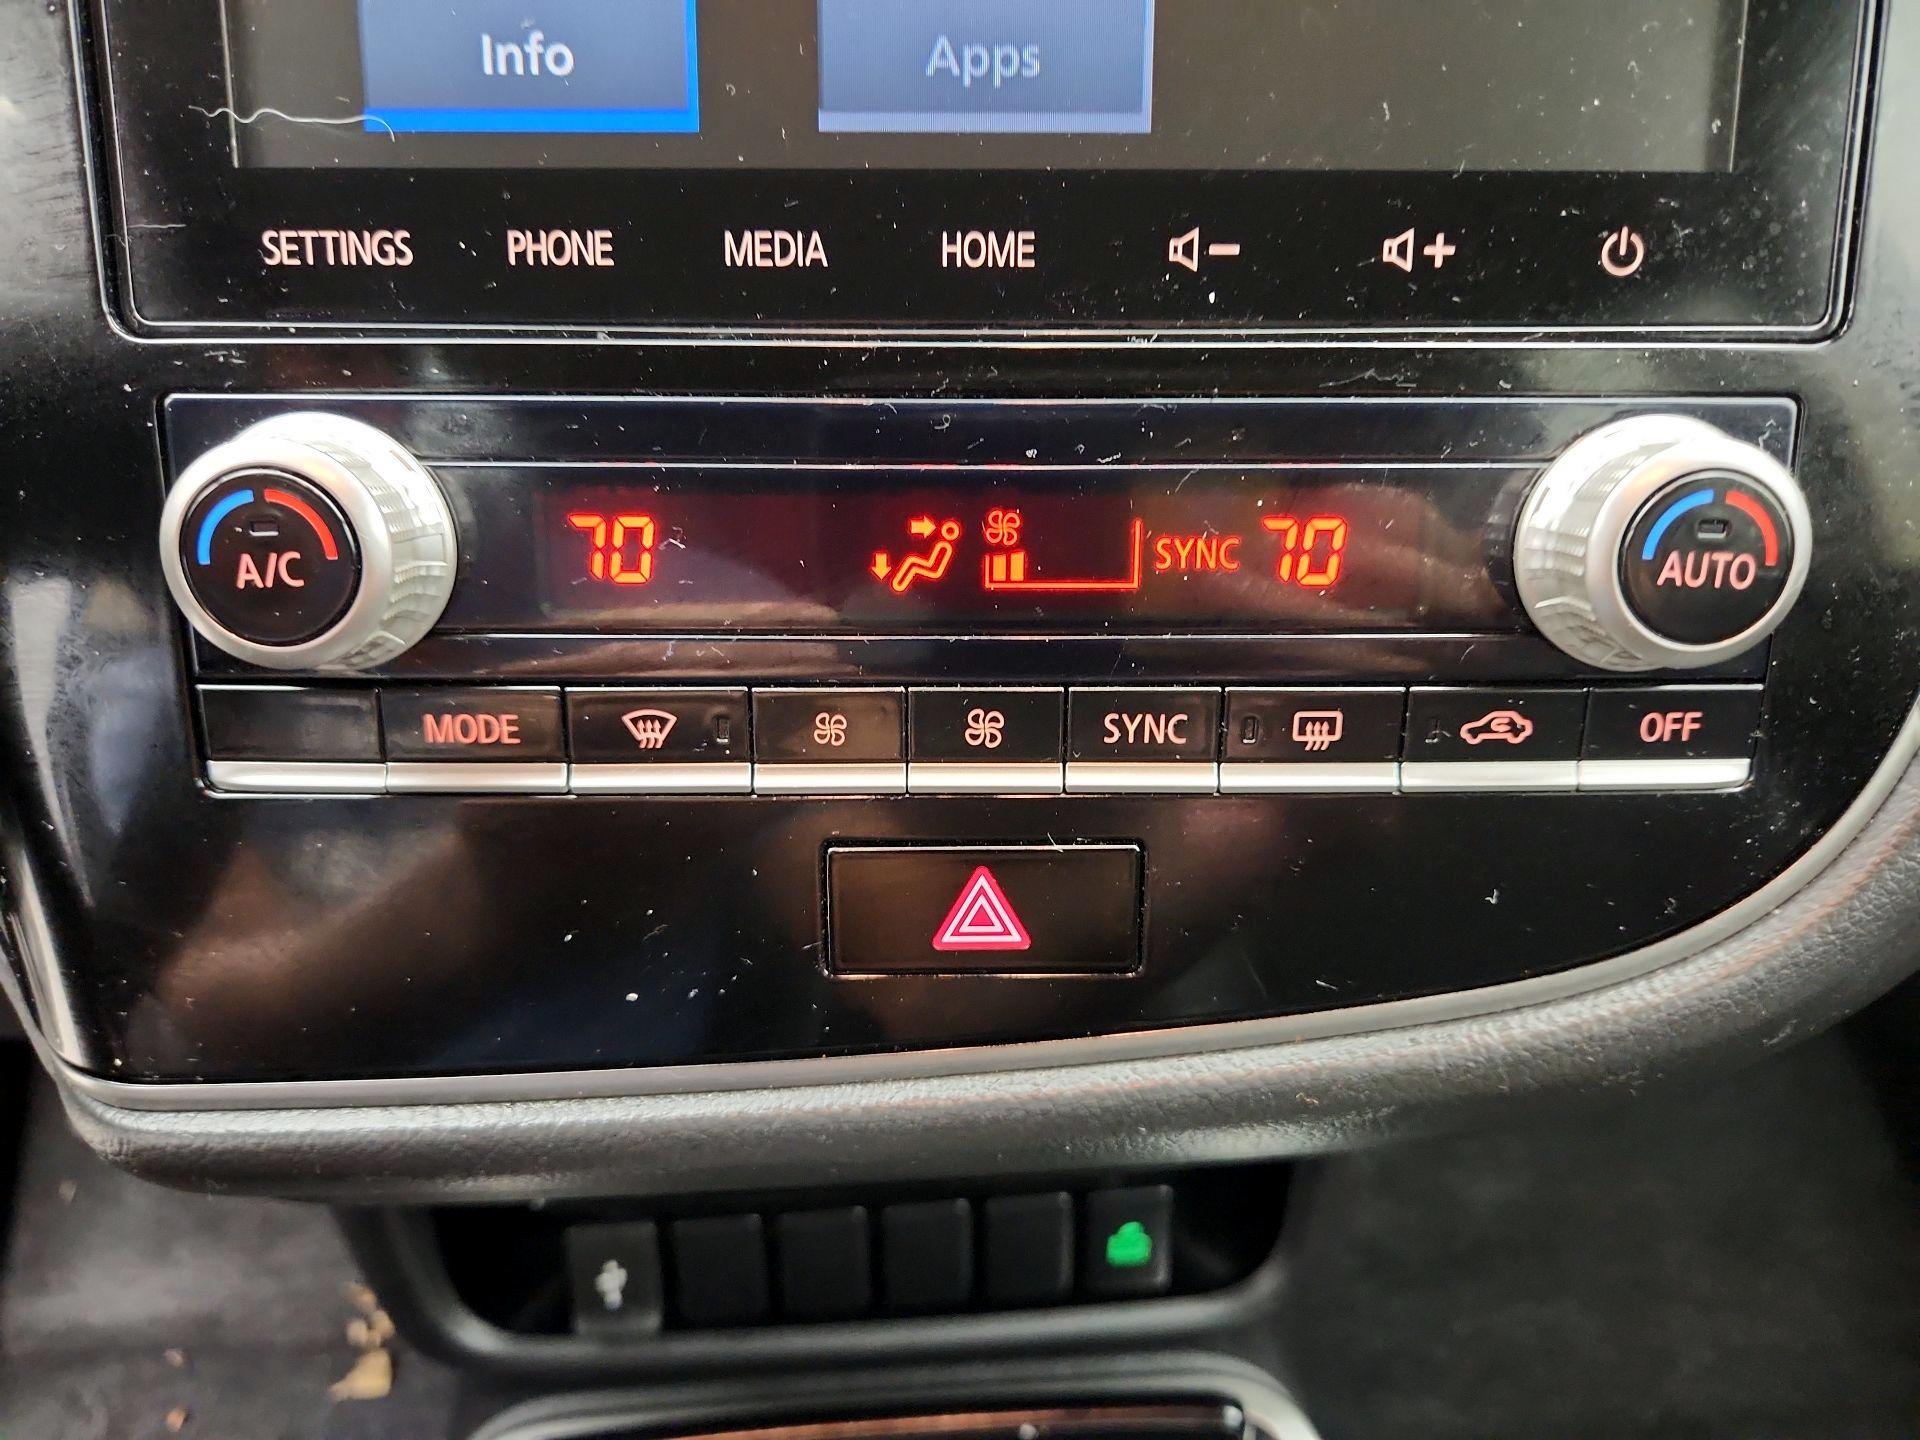 Info Apps
SETTINGS PHONE MEDIA HOME
A/C 70 SYNC 70 AUTO
MODE SYNC OFF